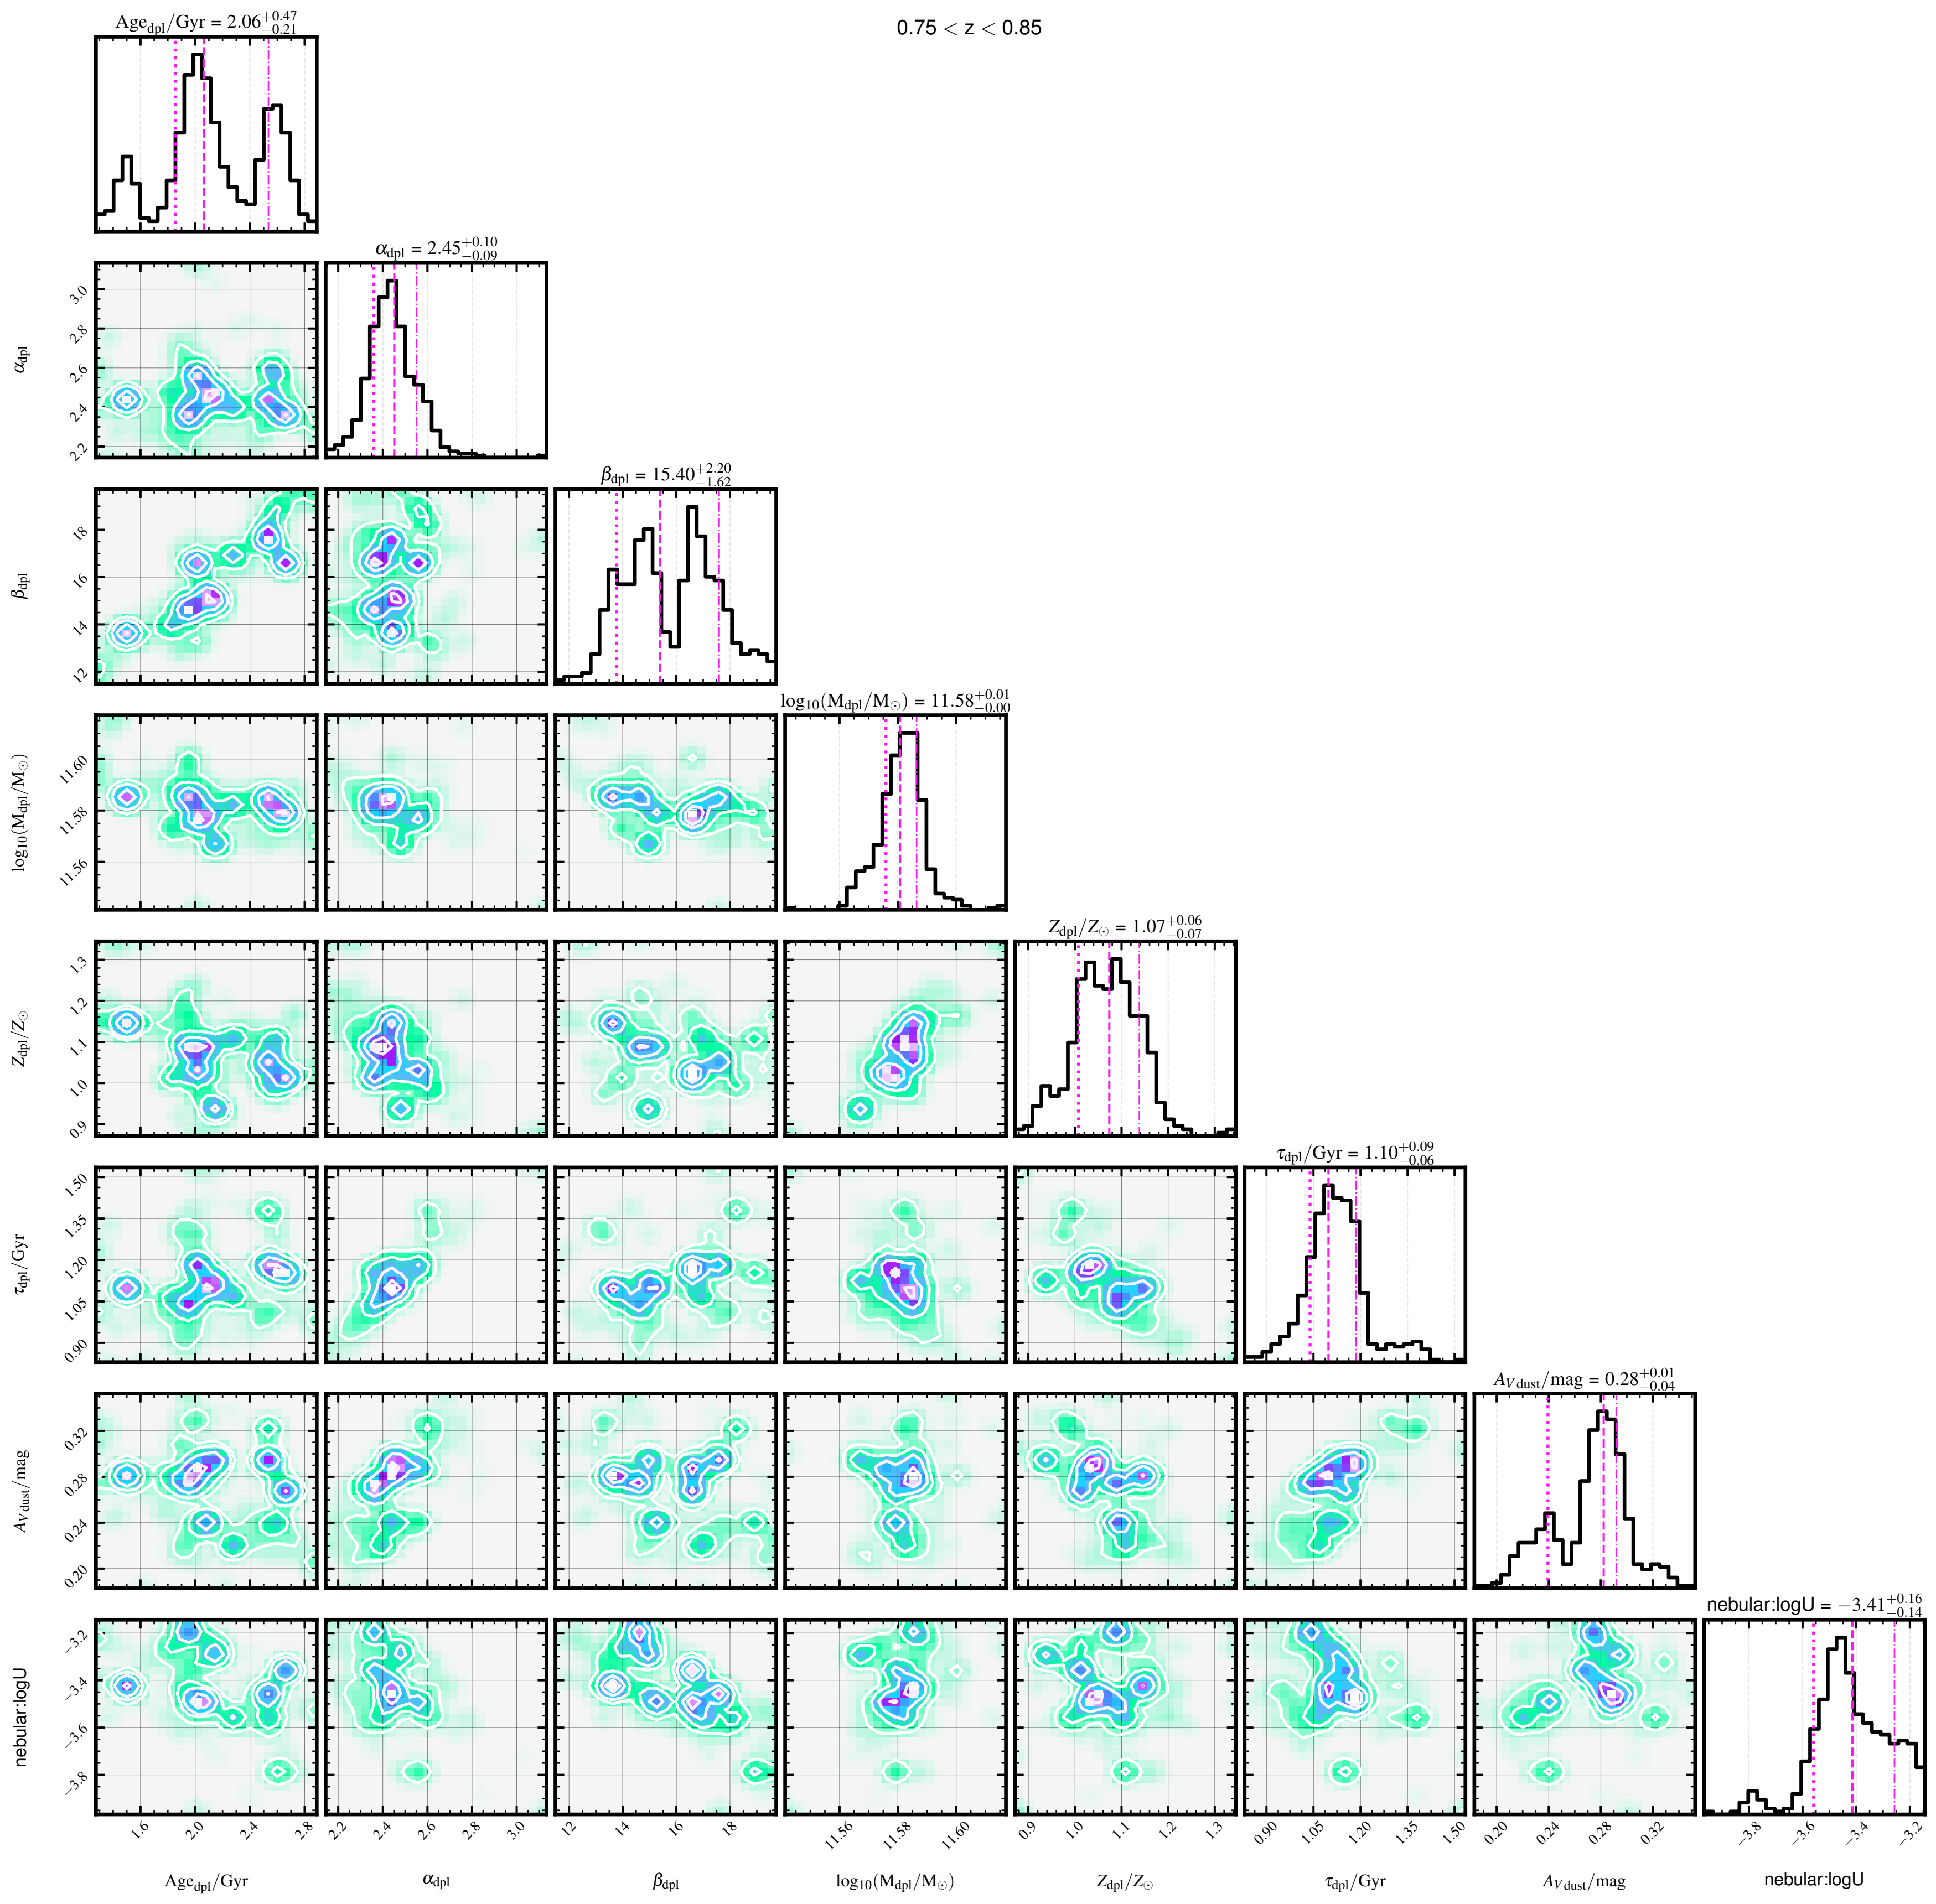 0.75 < z < 0.85
Age_dpl/Gyr = 2.06^{+0.47}_{−0.21}
α_dpl = 2.45^{+0.10}_{−0.09}
α_dpl
3.0
2.8
2.6
2.4
2.2
β_dpl = 15.40^{+2.20}_{−1.62}
β_dpl
18
16
14
12
log₁₀(M_dpl/M_⊙) = 11.58^{+0.01}_{−0.00}
log₁₀(M_dpl/M_⊙)
11.60
11.58
11.56
Z_dpl/Z_⊙ = 1.07^{+0.06}_{−0.07}
Z_dpl/Z_⊙
1.3
1.2
1.1
1.0
0.9
τ_dpl/Gyr = 1.10^{+0.09}_{−0.06}
τ_dpl/Gyr
1.50
1.35
1.20
1.05
0.90
A_{V dust}/mag = 0.28^{+0.01}_{−0.04}
A_{V dust}/mag
0.32
0.28
0.24
0.20
nebular:logU = −3.41^{+0.16}_{−0.14}
nebular:logU
−3.2
−3.4
−3.6
−3.8
1.6 2.0 2.4 2.8 2.2 2.4 2.6 2.8 3.0 12 14 16 18 11.56 11.58 11.60 0.9 1.0 1.1 1.2 1.3 0.90 1.05 1.20 1.35 1.50 0.20 0.24 0.28 0.32 −3.8 −3.6 −3.4 −3.2
Age_dpl/Gyr α_dpl β_dpl log₁₀(M_dpl/M_⊙) Z_dpl/Z_⊙ τ_dpl/Gyr A_{V dust}/mag nebular:logU